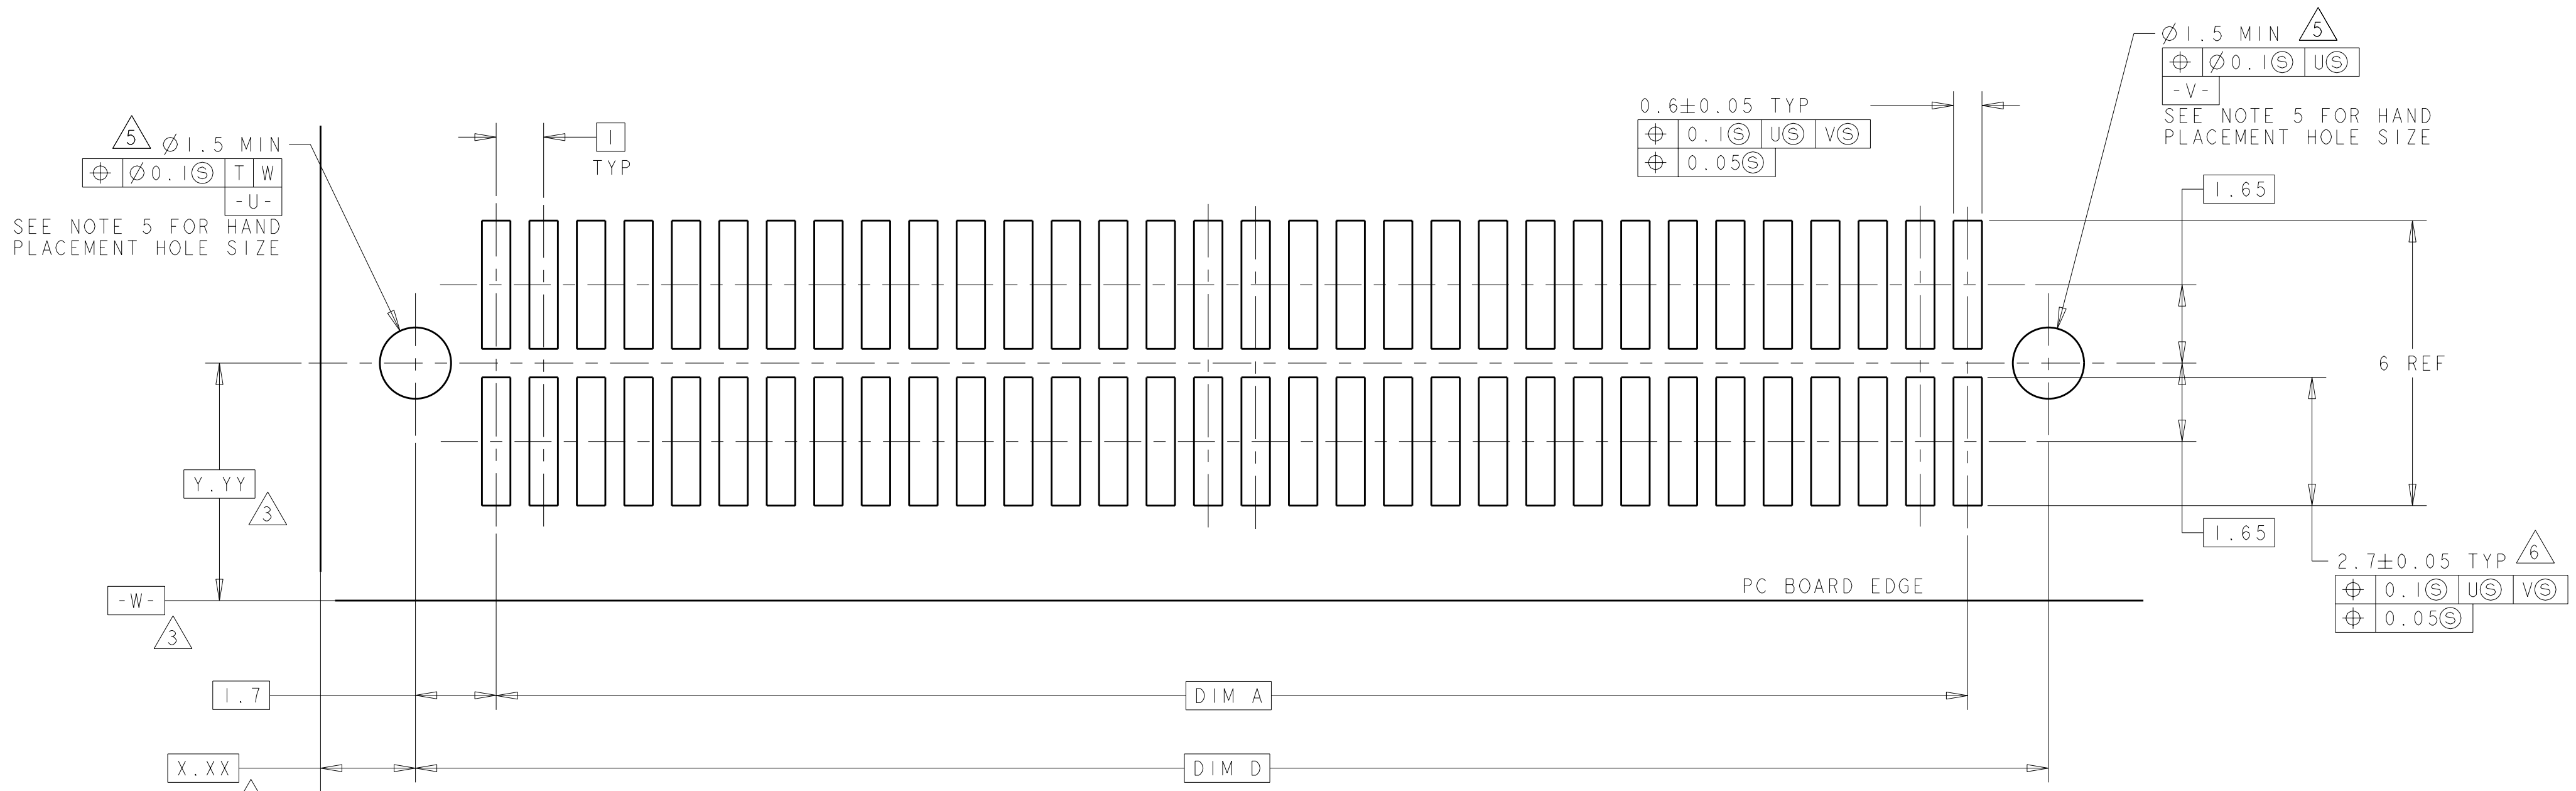 5 Ø1.5 MIN
⌖ Ø0.1Ⓢ T W
-U-
SEE NOTE 5 FOR HAND
PLACEMENT HOLE SIZE
1
TYP
0.6±0.05 TYP
⌖ 0.1Ⓢ UⓈ VⓈ
⌖ 0.05Ⓢ
Ø1.5 MIN 5
⌖ Ø0.1Ⓢ UⓈ
-V-
SEE NOTE 5 FOR HAND
PLACEMENT HOLE SIZE
1.65
6 REF
Y.YY
3
1.65
2.7±0.05 TYP 6
⌖ 0.1Ⓢ UⓈ VⓈ
⌖ 0.05Ⓢ
PC BOARD EDGE
-W-
3
1.7
DIM A
X.XX
DIM D